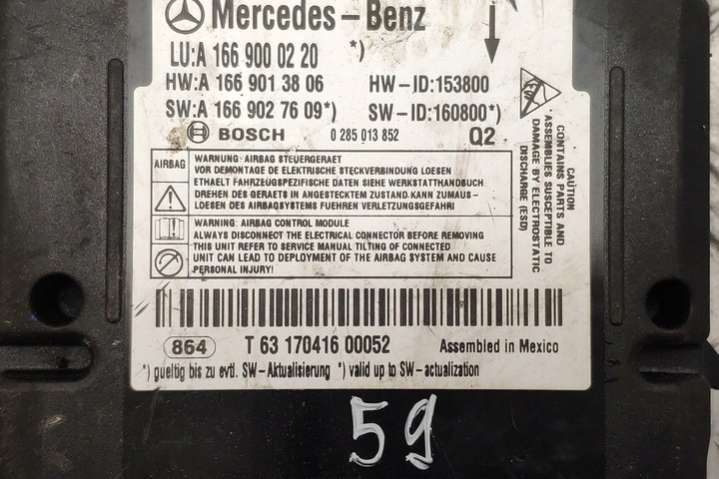 Mercedes-Benz
LU:A 166 900 02 20 *)
HW:A 166 901 38 06 HW-ID:153800
SW:A 166 902 76 09*) SW-ID:160800*)
BOSCH 0 285 013 852 Q2
AIRBAG
WARNUNG: AIRBAG STEUERGERAET
VOR DEMONTAGE DE ELEKTRISCHE STECKVERBINDUNG LOESEN
ETHAELT FAHRZEUGSPEZIFISCHE DATEN SIEHE WERKSTATTHANDBUCH
DREHEN DES GERAETS IN ANGESTECKTEM ZUSTAND KANN ZUMAUS-
LOESEN DES AIRBAGSYSTEMS FUEHREN VERLETZUNGSGEFAHR!
WARNING: AIRBAG CONTROL MODULE
ALWAYS DISCONNECT THE ELECTRICAL CONNECTOR BEFORE REMOVING
THIS UNIT REFER TO SERVICE MANUAL TILTING OF CONNECTED
UNIT CAN LEAD TO DEPLOYMENT OF THE AIRBAG SYSTEM AND CAUSE
PERSONAL INJURY!
CAUTION
CONTAINS PARTS AND
ASSEMBLIES SUSCEPTIBLE TO
DAMAGE BY ELECTROSTATIC
DISCHARGE (ESD)
864 T 63 170416 00052 Assembled in Mexico
*) gueltig bis zu evtl. SW-Aktualisierung *) valid up to SW-actualization
59